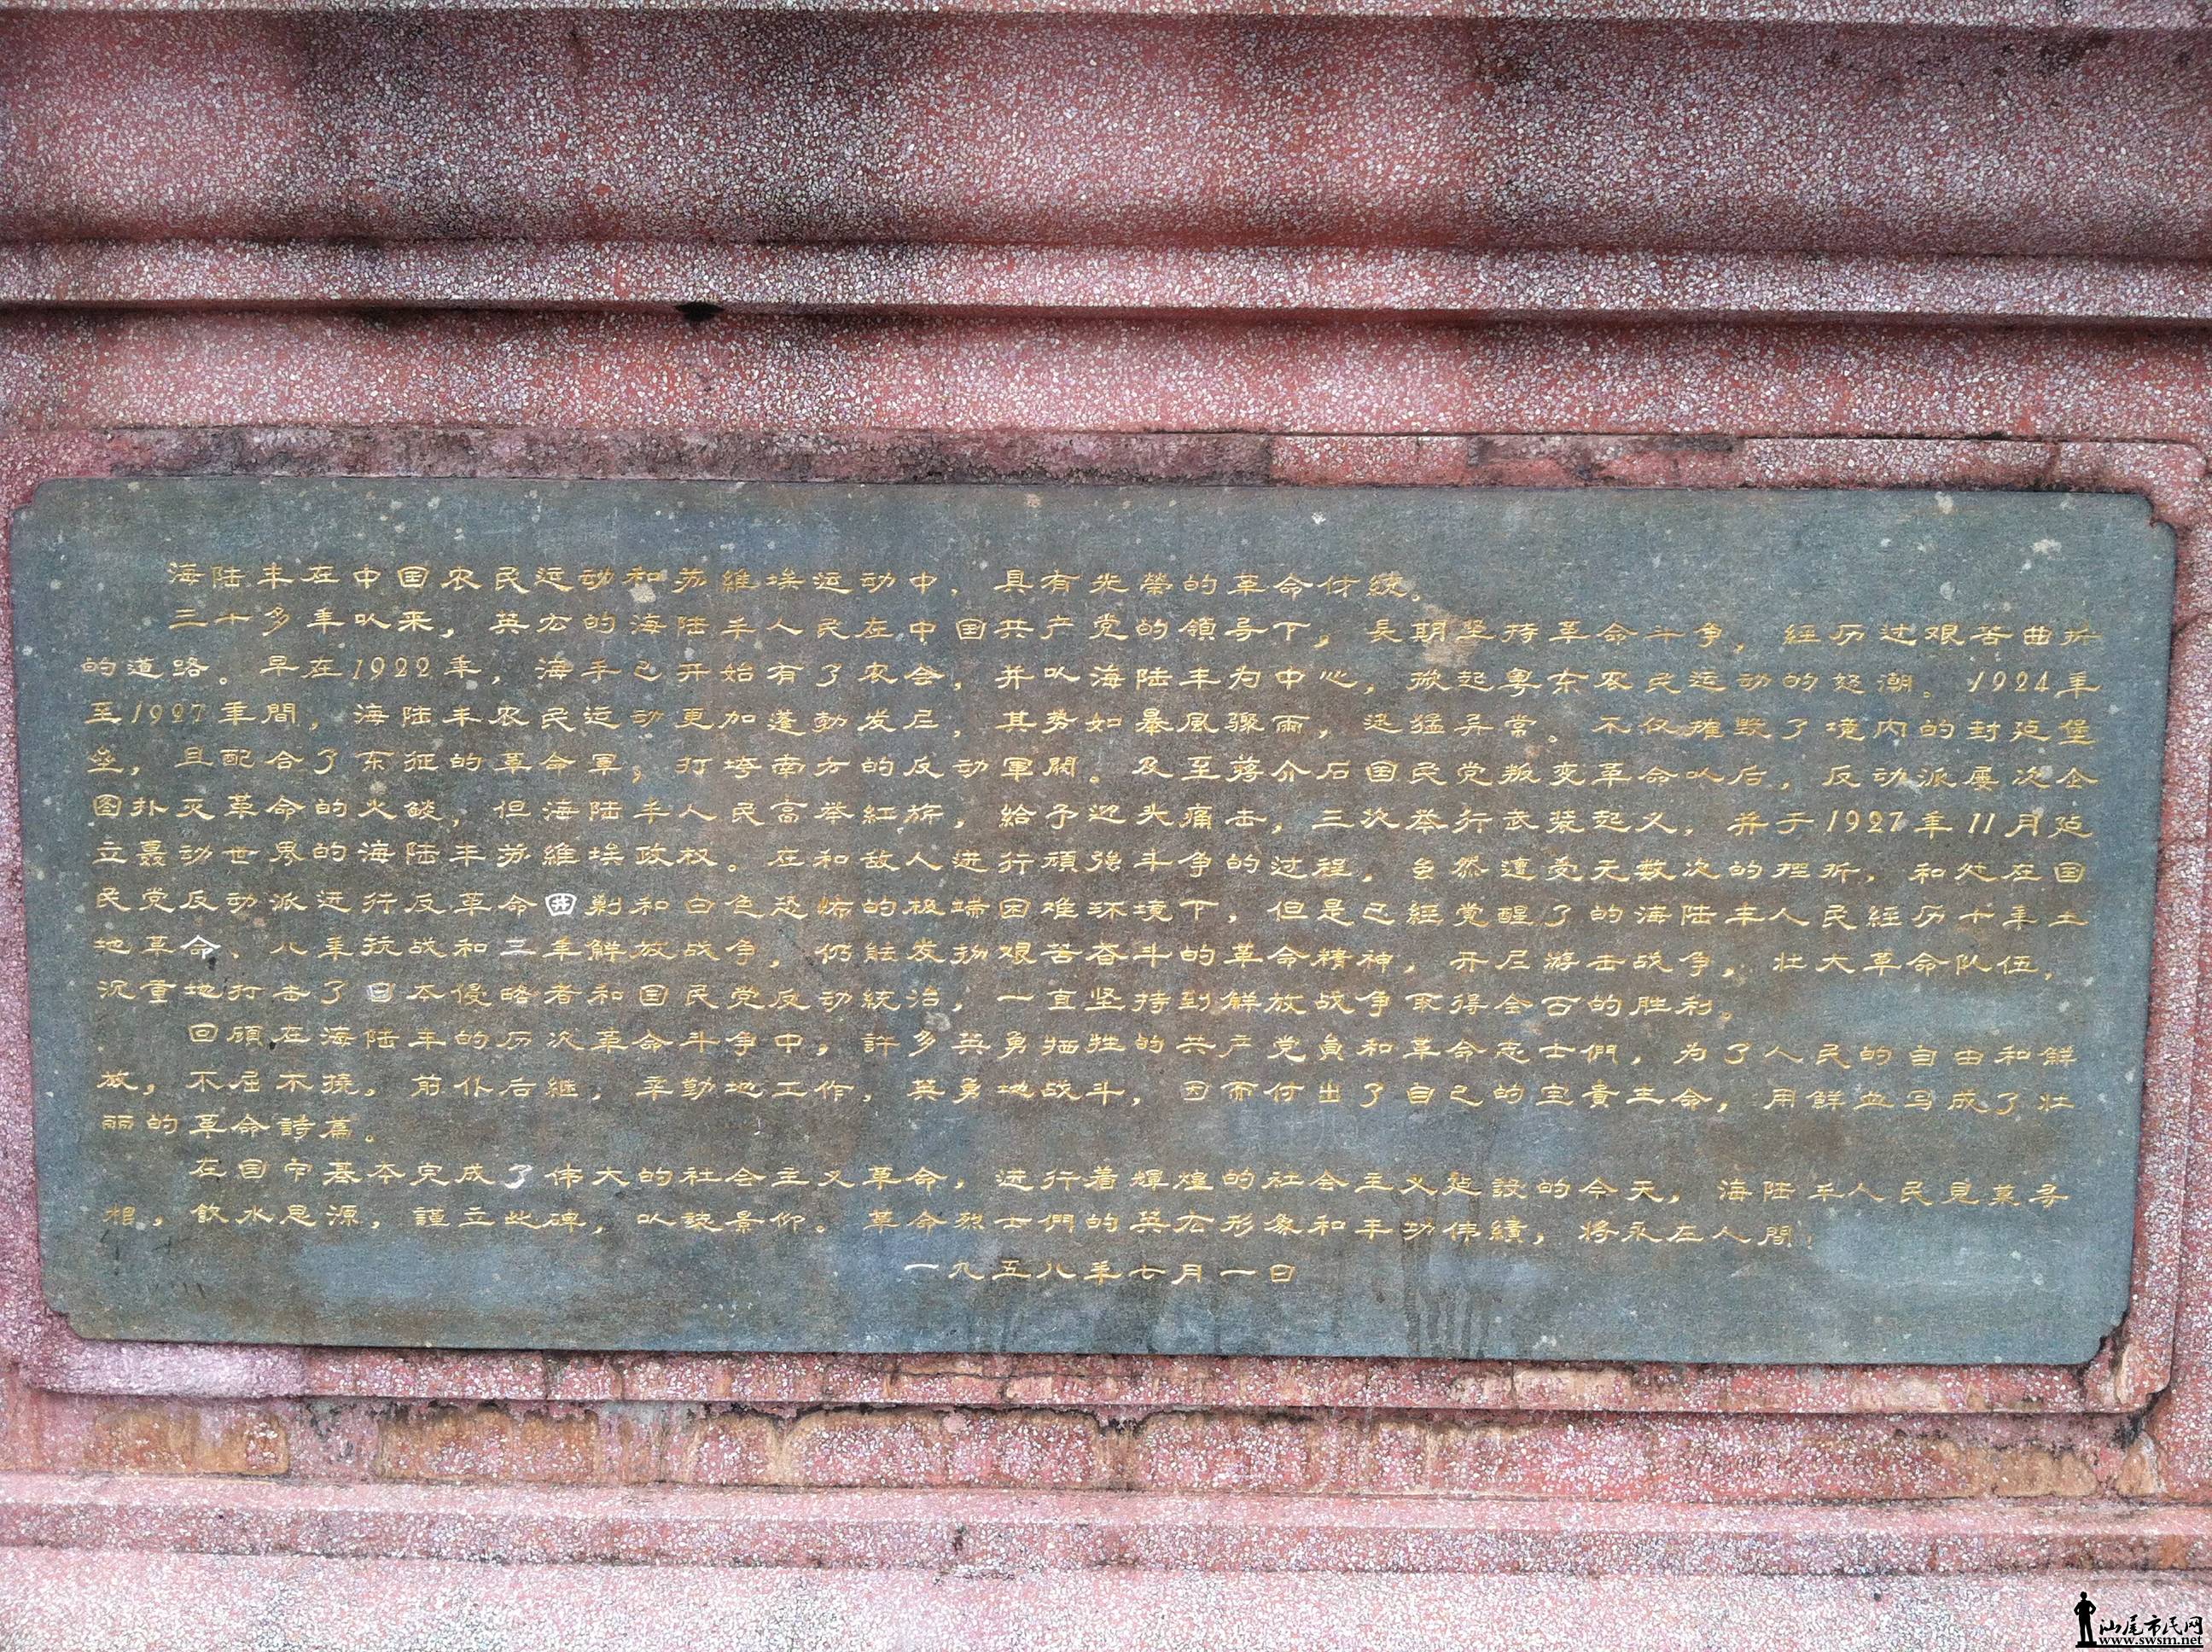 海陆丰在中国农民运动和苏維埃运动中，具有光榮的革命传統。
三十多年以来，英雄的海陆丰人民在中国共产党的領导下，長期坚持革命斗争，經历过艰苦曲折
的道路。早在1922年，海丰已开始有了农会，并以海陆丰为中心，掀起粤东农民运动的怒潮。1924年
至1927年間，海陆丰农民运动更加蓬勃发展，其势如暴風骤雨，迅猛异常。不仅摧毁了境内的封建堡
垒，且配合了东征的革命軍，打垮南方的反动軍閥。及至蒋介石国民党叛变革命以后，反动派屡次企
图扑灭革命的火燄，但海陆丰人民高举紅旂，給予迎头痛击，三次举行武装起义，并于1927年11月建
立轰动世界的海陆丰苏維埃政权。在和敌人进行頑強斗争的过程，虽然遭受无数次的挫折，和处在国
民党反动派进行反革命囲剿和白色恐怖的极端困难环境下，但是已經觉醒了的海陆丰人民經历十年土
地革命、八年抗战和三年解放战争，仍能发扬艰苦奋斗的革命精神，开展游击战争，壮大革命队伍，
沉重地打击了日本侵略者和国民党反动統治，一直坚持到解放战争取得全面的胜利。
回顾在海陆丰的历次革命斗争中，許多英勇牺牲的共产党員和革命志士們，为了人民的自由和解
放，不屈不撓，前仆后继，辛勤地工作，英勇地战斗，因而付出了自己的宝貴生命，用鮮血写成了壮
丽的革命詩篇。
在国内基本完成了伟大的社会主义革命，进行着輝煌的社会主义建設的今天，海陆丰人民見菓寻
根，飲水思源，謹立此碑，以誌景仰。革命烈士們的英雄形象和丰功伟績，将永在人間！
一九五八年七月一日
汕尾市民网
www.swsm.net